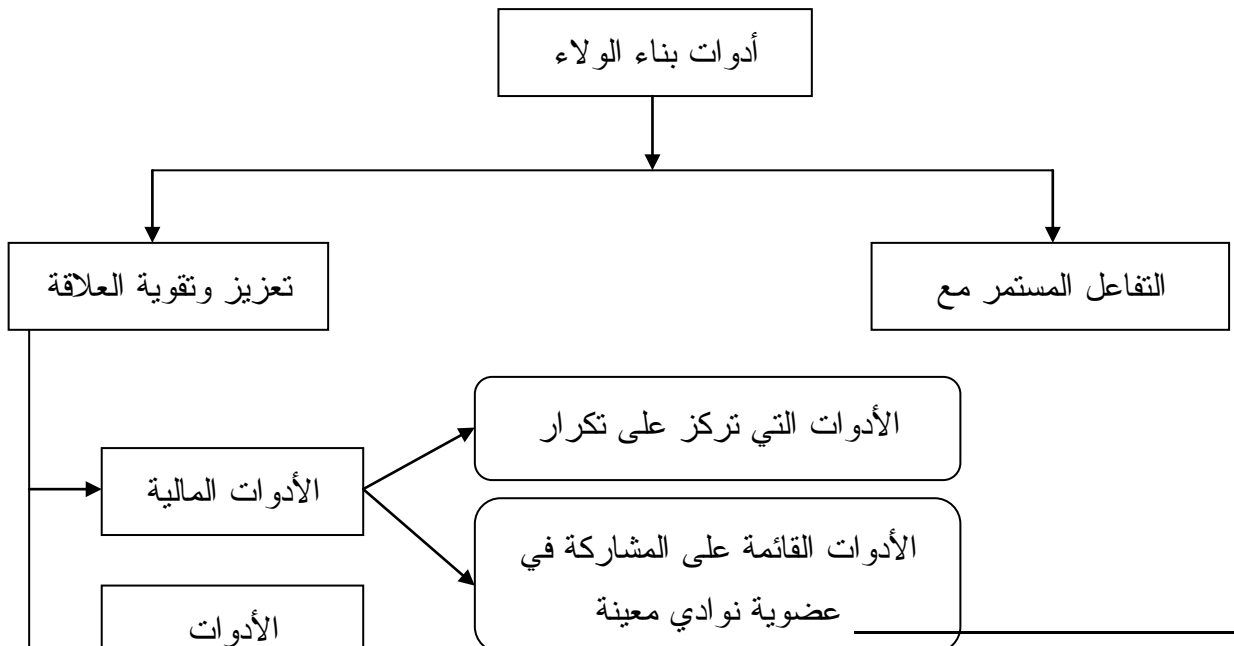 أدوات بناء الولاء
التفاعل المستمر مع
تعزيز وتقوية العلاقة
الأدوات التي تركز على تكرار
الأدوات المالية
الأدوات القائمة على المشاركة في
عضوية نوادي معينة
الأدوات